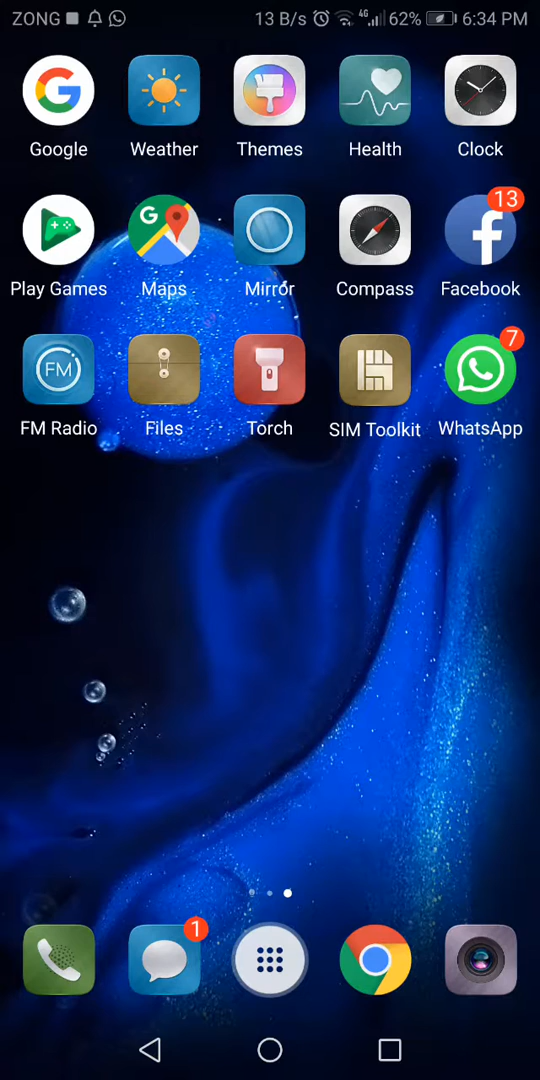 ZONG 13 B/s 4G 62% 6:34 PM
Google Weather Themes Health Clock
13
Play Games Maps Mirror Compass Facebook
FM 7
FM Radio Files Torch SIM Toolkit WhatsApp
1